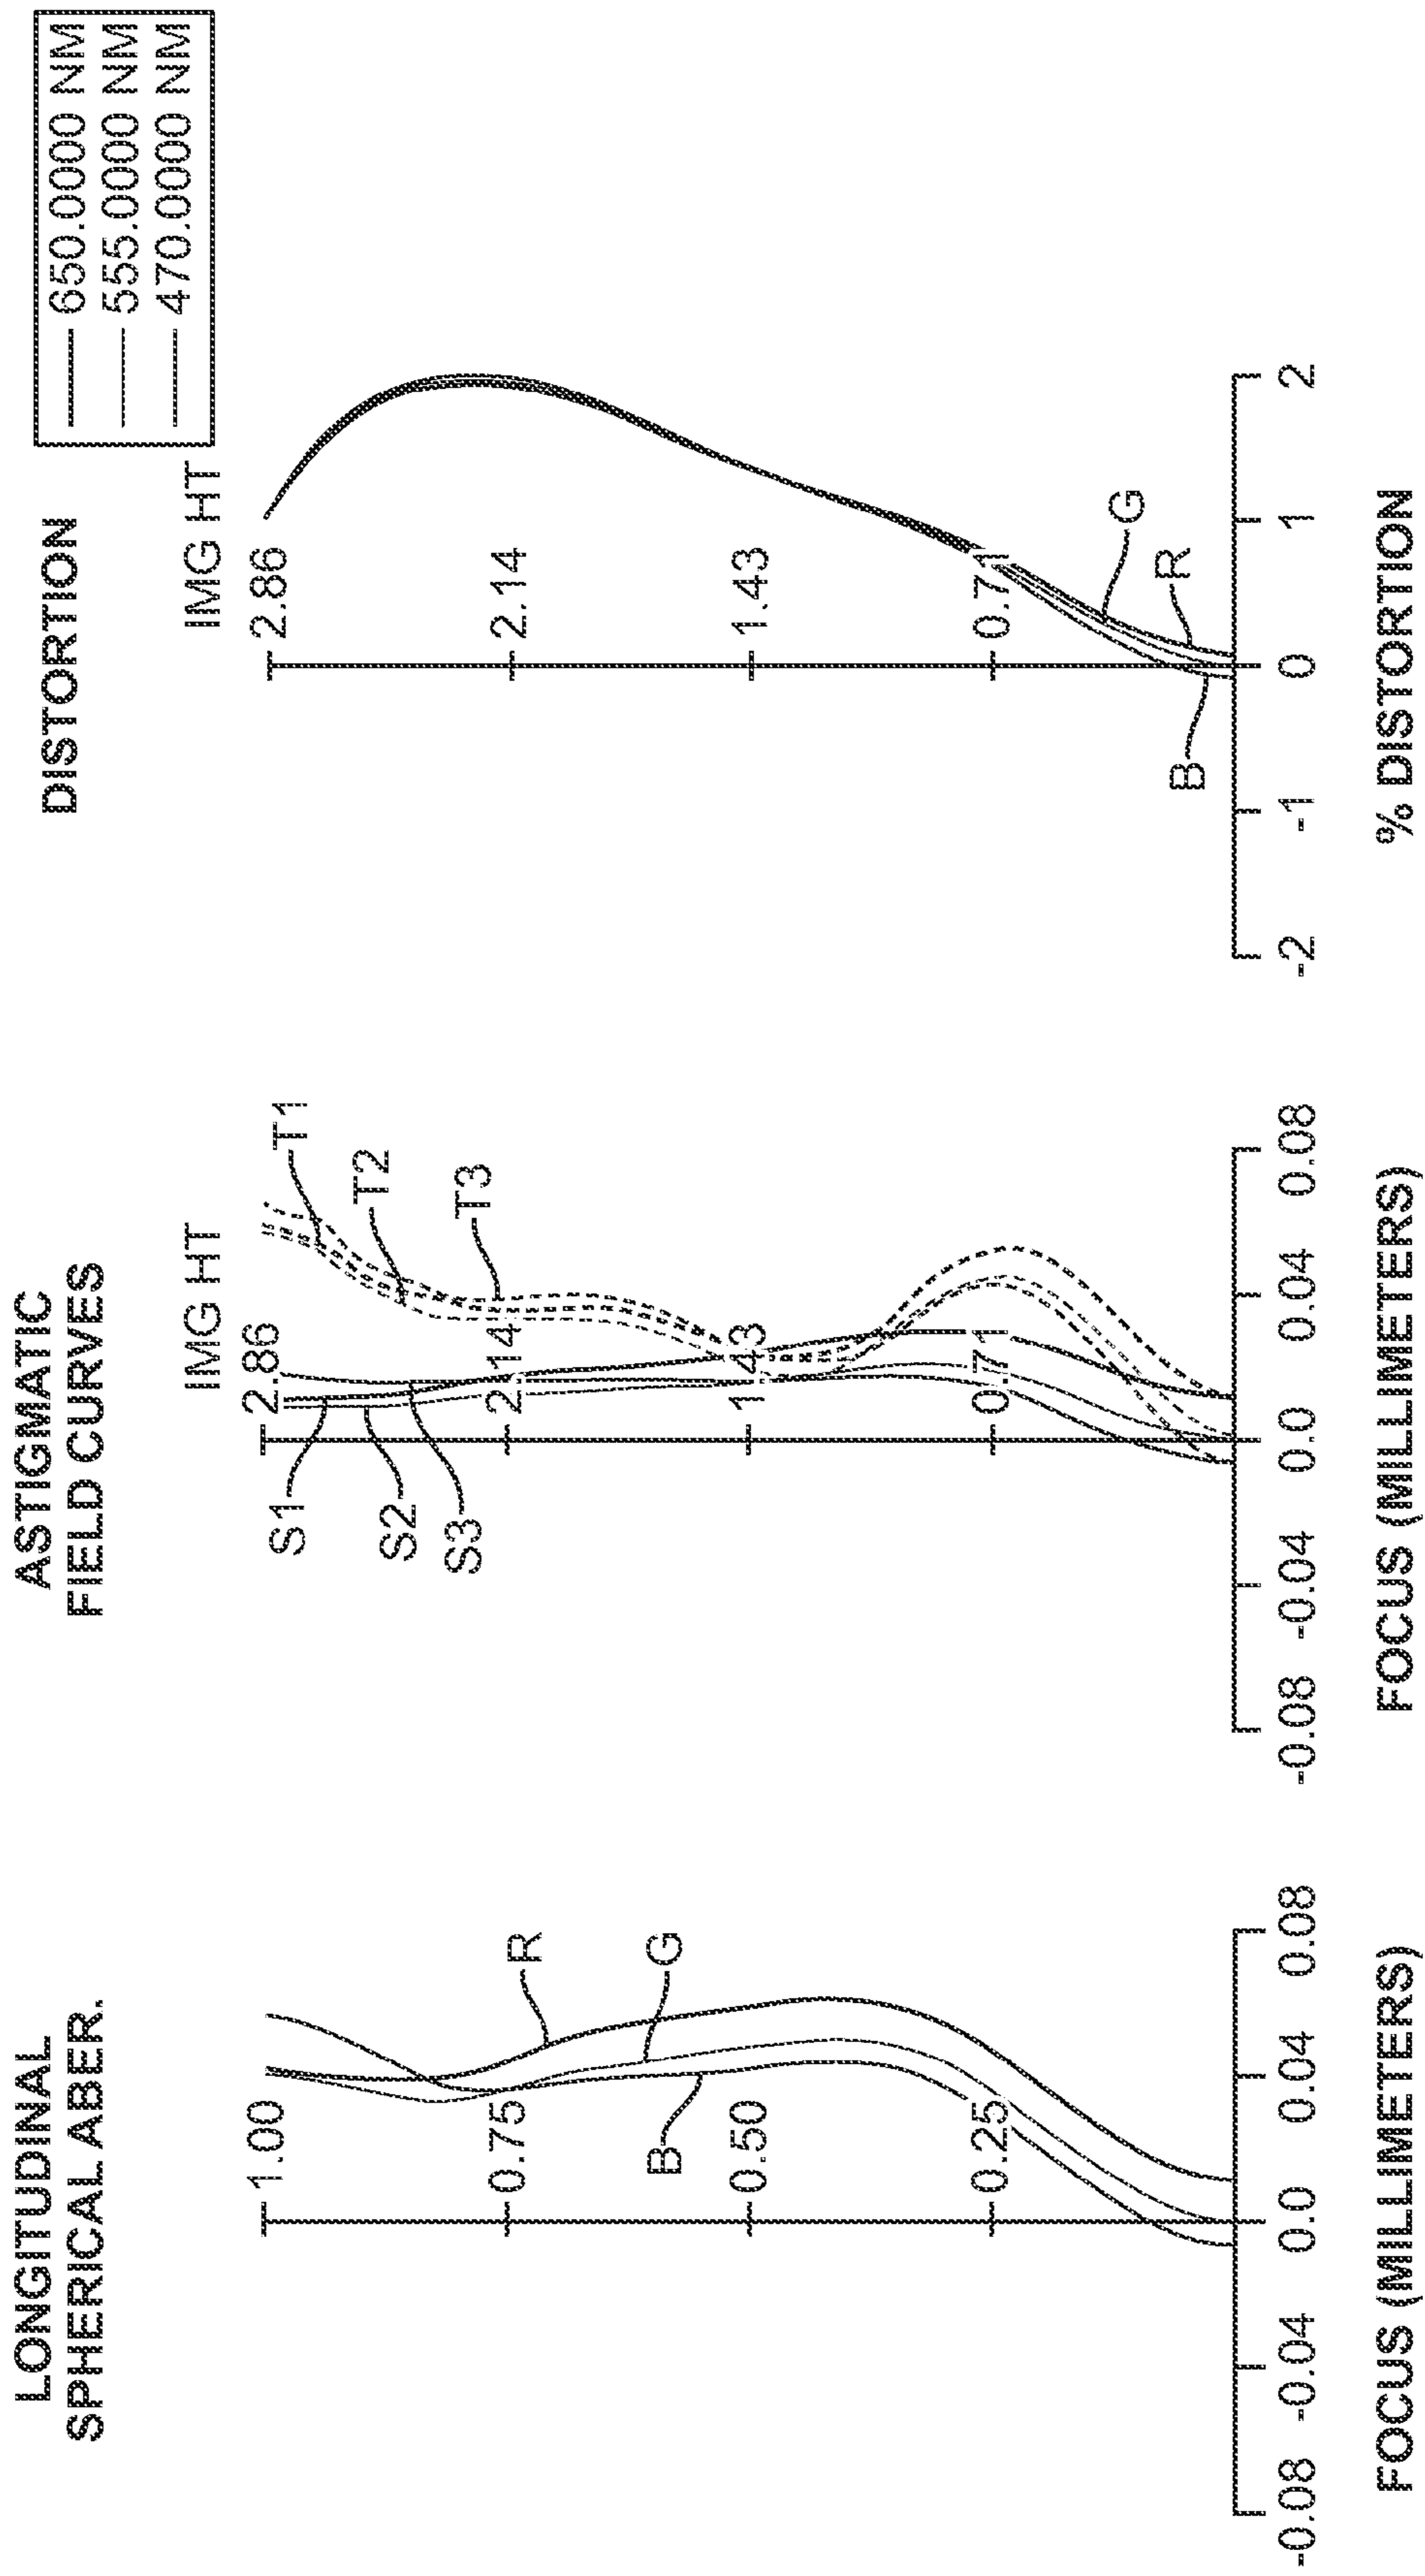 LONGITUDINAL
SPHERICAL ABER.
1.00
0.75
0.50
0.25
R
G
B
-0.08 -0.04 0.0 0.04 0.08
FOCUS (MILLIMETERS)
ASTIGMATIC
FIELD CURVES
IMG HT
2.86
2.14
1.43
0.71
S1
S2
S3
T1
T2
T3
-0.08 -0.04 0.0 0.04 0.08
FOCUS (MILLIMETERS)
DISTORTION
650.0000 NM
555.0000 NM
470.0000 NM
IMG HT
2.86
2.14
1.43
0.71
G
R
B
-2 -1 0 1 2
% DISTORTION